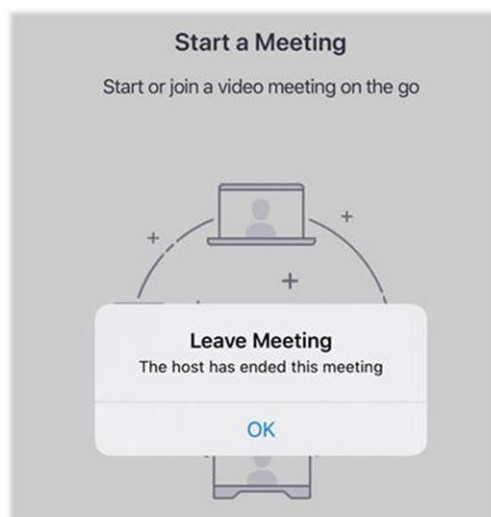 Start a Meeting
Start or join a video meeting on the go
Leave Meeting
The host has ended this meeting
OK